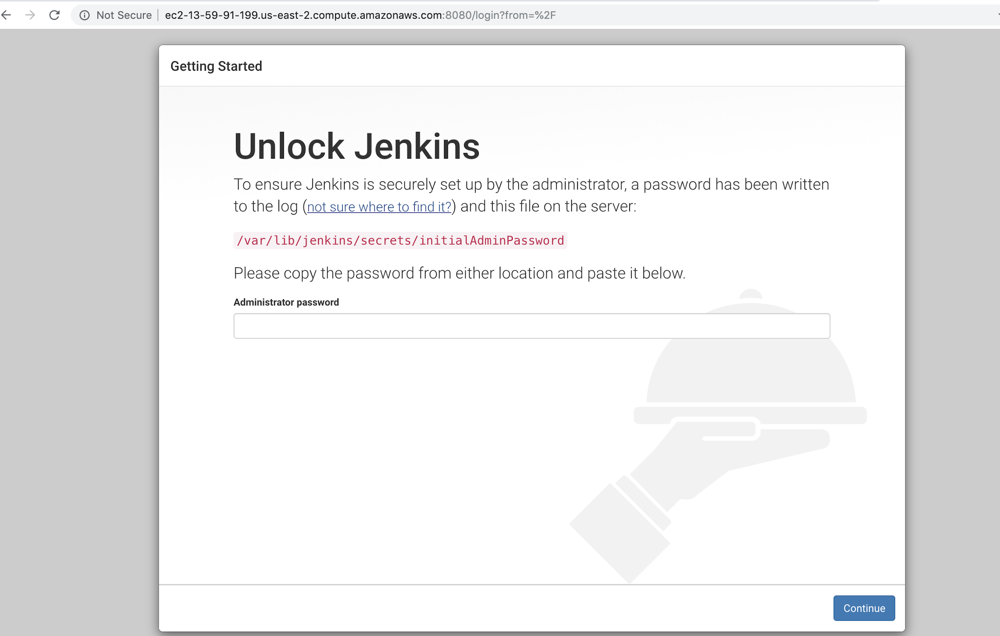 Not Secure | ec2-13-59-91-199.us-east-2.compute.amazonaws.com:8080/login?from=%2F
Getting Started
Unlock Jenkins
To ensure Jenkins is securely set up by the administrator, a password has been written
to the log (not sure where to find it?) and this file on the server:
/var/lib/jenkins/secrets/initialAdminPassword
Please copy the password from either location and paste it below.
Administrator password
Continue